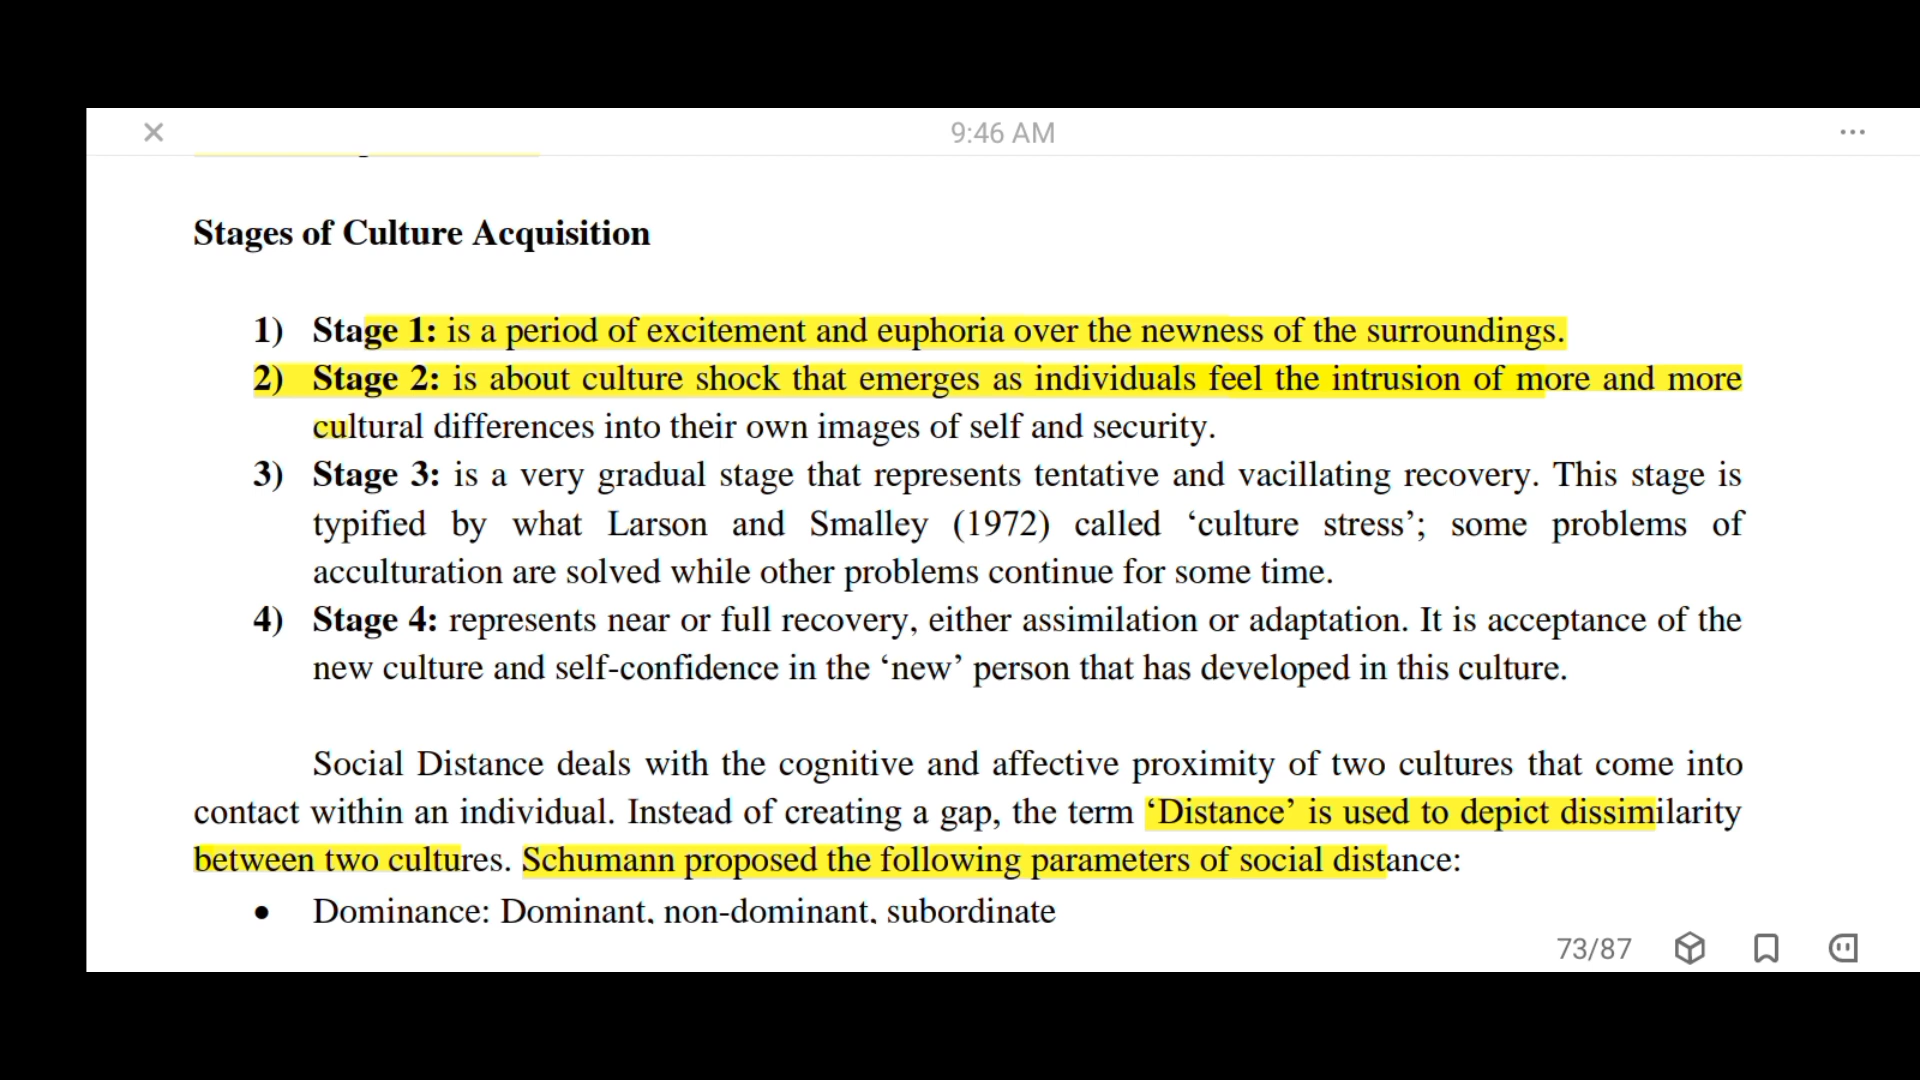 9:46 AM
Stages of Culture Acquisition
1) Stage 1: is a period of excitement and euphoria over the newness of the surroundings.
2) Stage 2: is about culture shock that emerges as individuals feel the intrusion of more and more
cultural differences into their own images of self and security.
3) Stage 3: is a very gradual stage that represents tentative and vacillating recovery. This stage is
typified by what Larson and Smalley (1972) called ‘culture stress’; some problems of
acculturation are solved while other problems continue for some time.
4) Stage 4: represents near or full recovery, either assimilation or adaptation. It is acceptance of the
new culture and self-confidence in the ‘new’ person that has developed in this culture.
Social Distance deals with the cognitive and affective proximity of two cultures that come into
contact within an individual. Instead of creating a gap, the term ‘Distance’ is used to depict dissimilarity
between two cultures. Schumann proposed the following parameters of social distance:
• Dominance: Dominant, non-dominant, subordinate
73/87